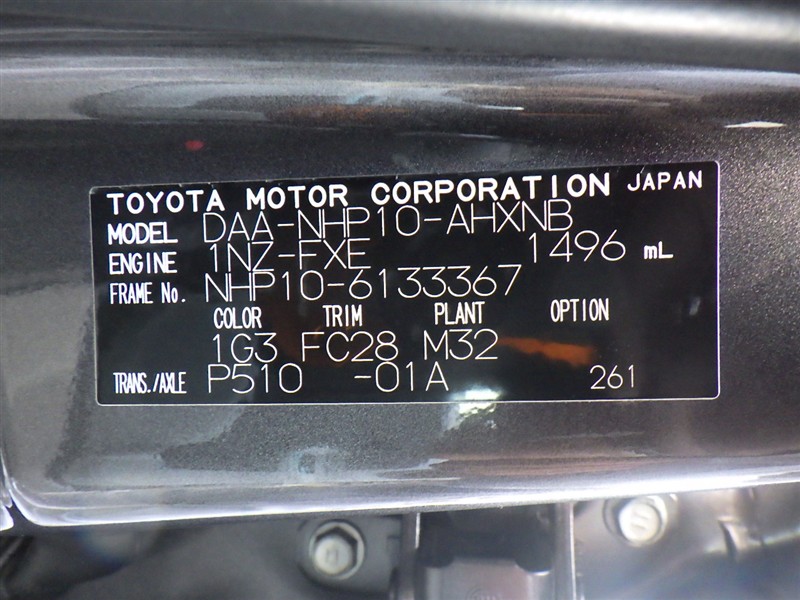 TOYOTA MOTOR CORPORATION JAPAN
MODEL DAA-NHP10-AHXNB
ENGINE 1NZ-FXE 1496 mL
FRAME No. NHP10-6133367
COLOR TRIM PLANT OPTION
1G3 FC28 M32
TRANS./AXLE P510 -01A 261